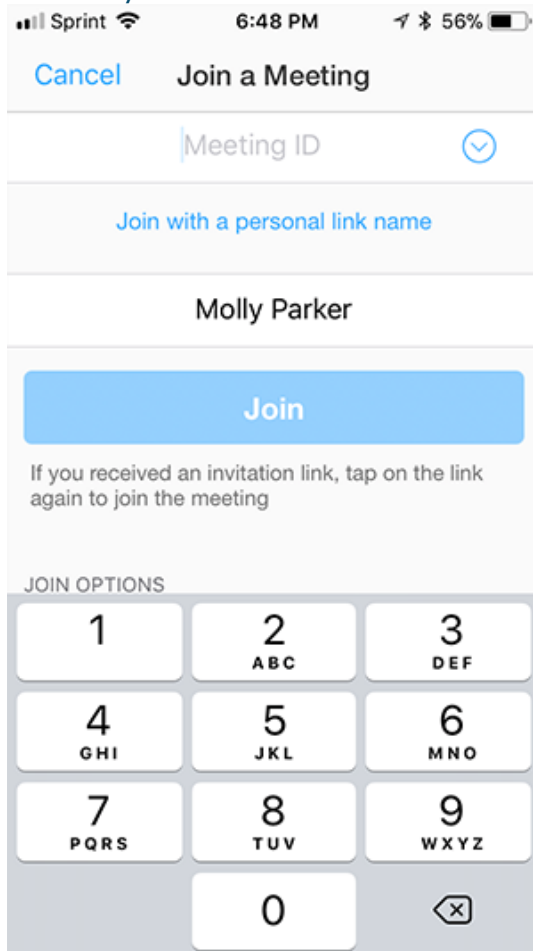 Sprint 6:48 PM 56%
Cancel Join a Meeting
Meeting ID
Join with a personal link name
Molly Parker
Join
If you received an invitation link, tap on the link
again to join the meeting
JOIN OPTIONS
1 2 3
ABC DEF
4 5 6
GHI JKL MNO
7 8 9
PQRS TUV WXYZ
0